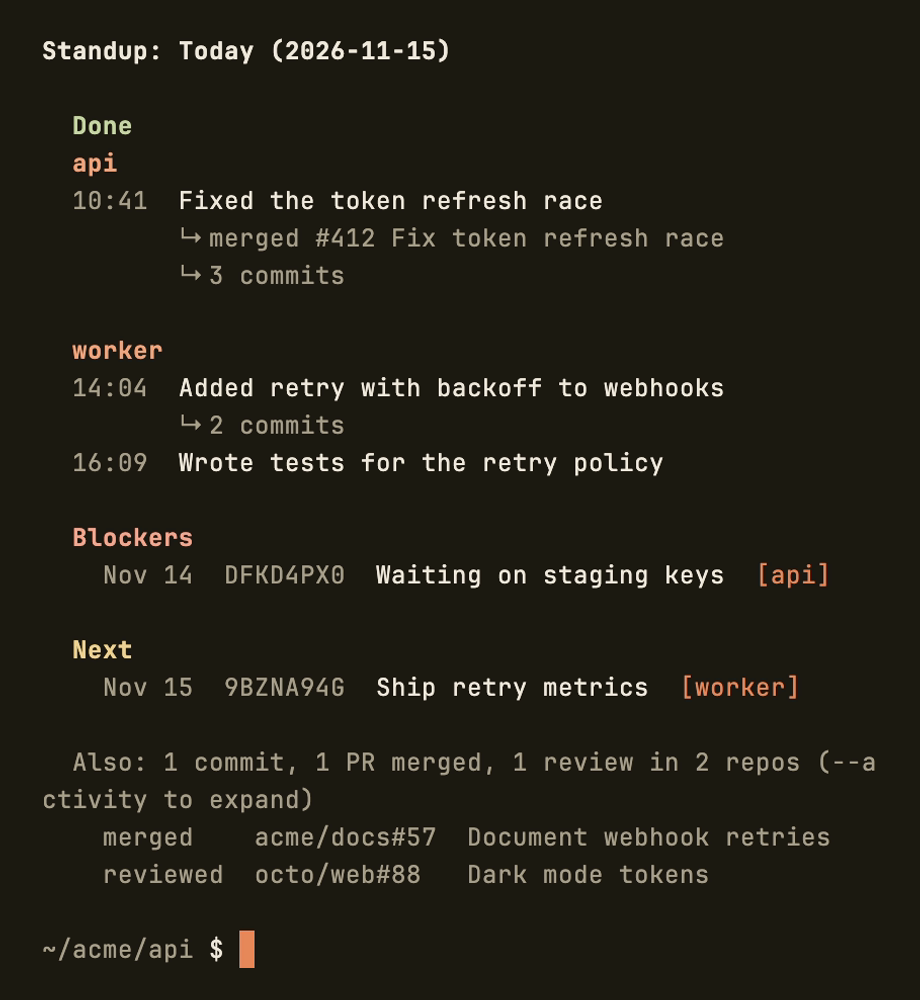 Standup: Today (2026-11-15)
Done
api
10:41  Fixed the token refresh race
↳ merged #412 Fix token refresh race
↳ 3 commits
worker
14:04  Added retry with backoff to webhooks
↳ 2 commits
16:09  Wrote tests for the retry policy
Blockers
Nov 14  DFKD4PX0  Waiting on staging keys  [api]
Next
Nov 15  9BZNA94G  Ship retry metrics  [worker]
Also: 1 commit, 1 PR merged, 1 review in 2 repos (--a
ctivity to expand)
merged    acme/docs#57  Document webhook retries
reviewed  octo/web#88   Dark mode tokens
~/acme/api $